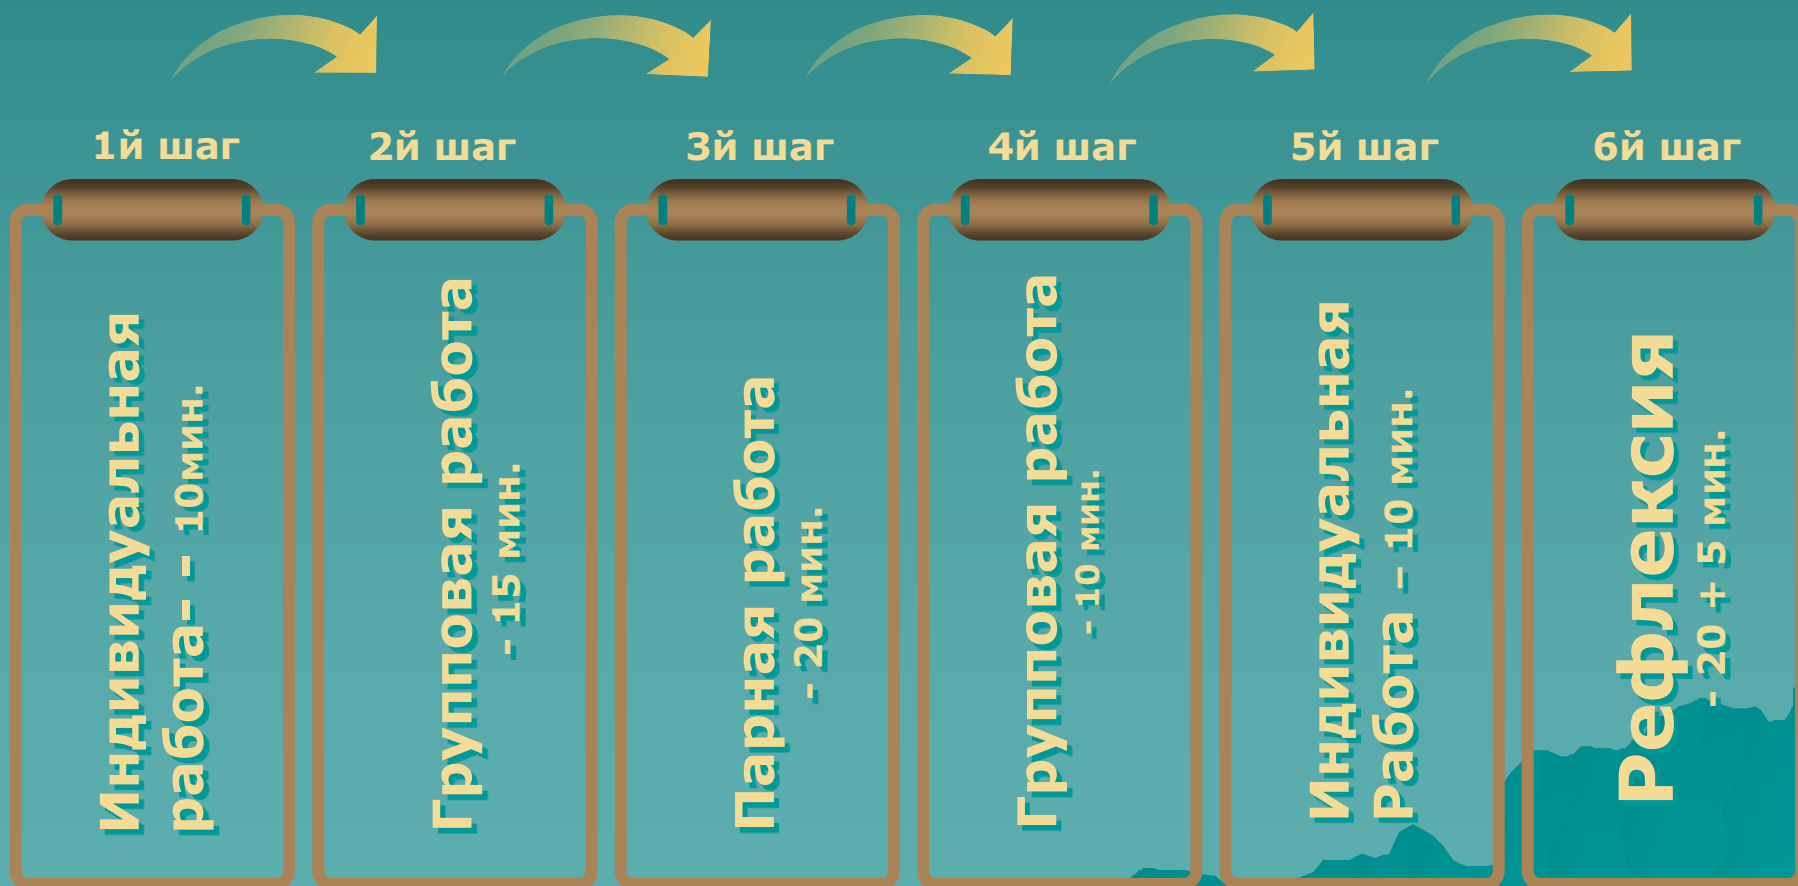 1й шаг
Индивидуальная
работа- - 10мин.
2й шаг
Групповая работа
- 15 мин.
3й шаг
Парная работа
- 20 мин.
4й шаг
Групповая работа
- 10 мин.
5й шаг
Индивидуальная
Работа – 10 мин.
6й шаг
Рефлексия
- 20 + 5 мин.